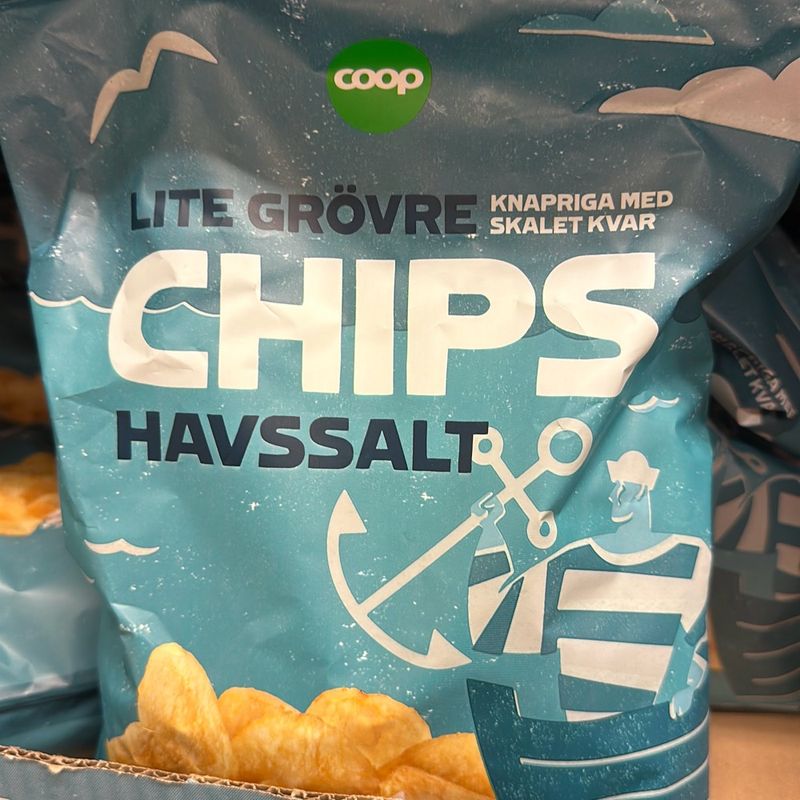 coop
LITE GRÖVRE
KNAPRIGA MED
SKALET KVAR
CHIPS
HAVSSALT